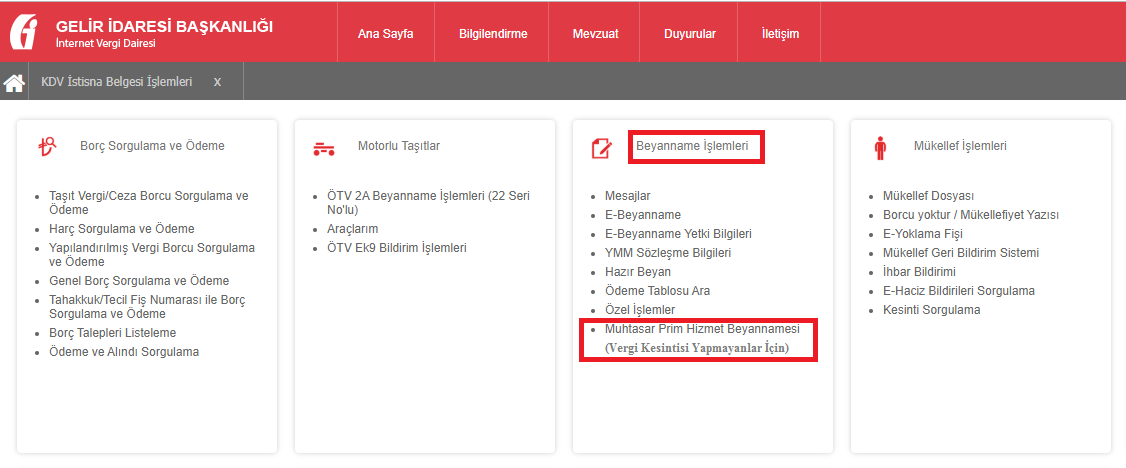 GELİR İDARESİ BAŞKANLIĞI
İnternet Vergi Dairesi
Ana Sayfa
Bilgilendirme
Mevzuat
Duyurular
İletişim
KDV İstisna Belgesi İşlemleri
x
Borç Sorgulama ve Ödeme
Taşıt Vergi/Ceza Borcu Sorgulama ve
Ödeme
Harç Sorgulama ve Ödeme
Yapılandırılmış Vergi Borcu Sorgulama
ve Ödeme
Genel Borç Sorgulama ve Ödeme
Tahakkuk/Tecil Fiş Numarası ile Borç
Sorgulama ve Ödeme
Borç Talepleri Listeleme
Ödeme ve Alındı Sorgulama
Motorlu Taşıtlar
ÖTV 2A Beyanname İşlemleri (22 Seri
No'lu)
Araçlarım
ÖTV Ek9 Bildirim İşlemleri
Beyanname İşlemleri
Mesajlar
E-Beyanname
E-Beyanname Yetki Bilgileri
YMM Sözleşme Bilgileri
Hazır Beyan
Ödeme Tablosu Ara
Özel İşlemler
Muhtasar Prim Hizmet Beyannamesi
(Vergi Kesintisi Yapmayanlar İçin)
Mükellef İşlemleri
Mükellef Dosyası
Borcu yoktur / Mükellefiyet Yazısı
E-Yoklama Fişi
Mükellef Geri Bildirim Sistemi
İhbar Bildirimi
E-Haciz Bildirileri Sorgulama
Kesinti Sorgulama